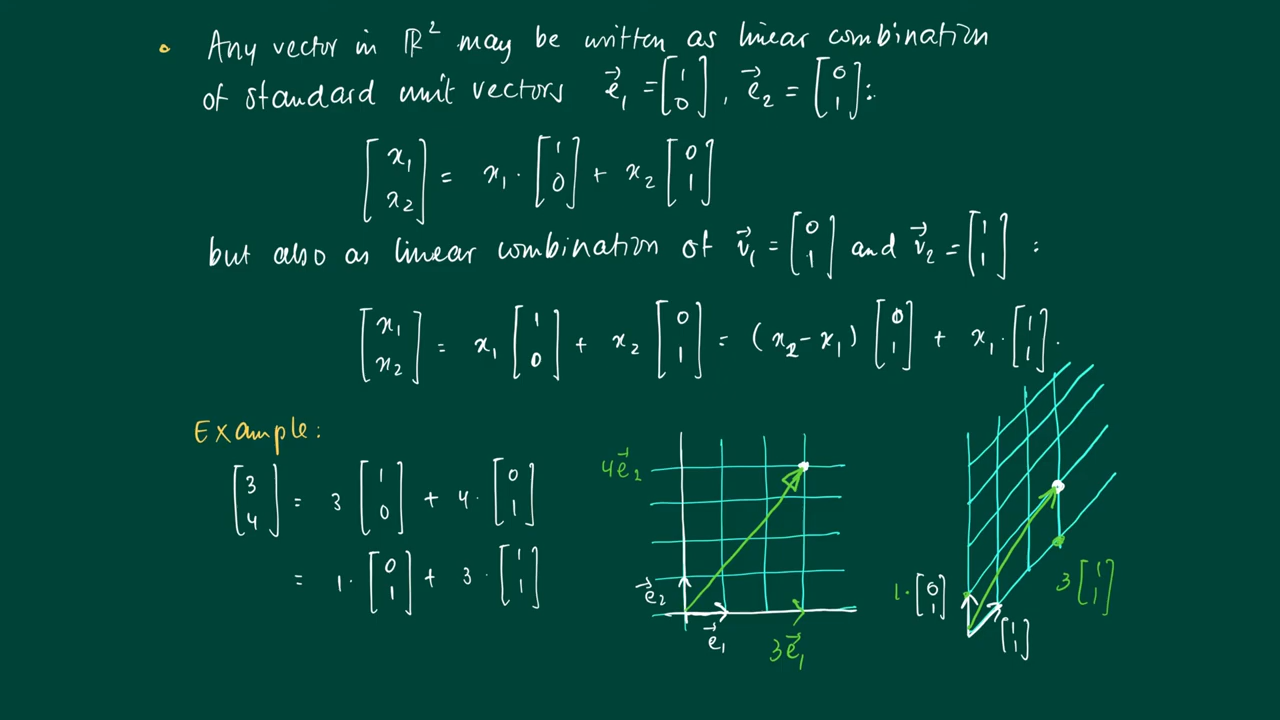 • Any vector in ℝ² may be written as linear combination
of standard unit vectors e⃗₁ = [1 0], e⃗₂ = [0 1]:
[x₁ x₂] = x₁ · [1 0] + x₂ [0 1]
but also as linear combination of v⃗₁ = [0 1] and v⃗₂ = [1 1] :
[x₁ x₂] = x₁ [1 0] + x₂ [0 1] = (x₂ - x₁) [0 1] + x₁ · [1 1].
Example:
[3 4] = 3 [1 0] + 4 · [0 1]
= 1 · [0 1] + 3 · [1 1]
4e⃗₂
e⃗₂
e⃗₁
3e⃗₁
1 · [0 1]
[1 1]
3 [1 1]